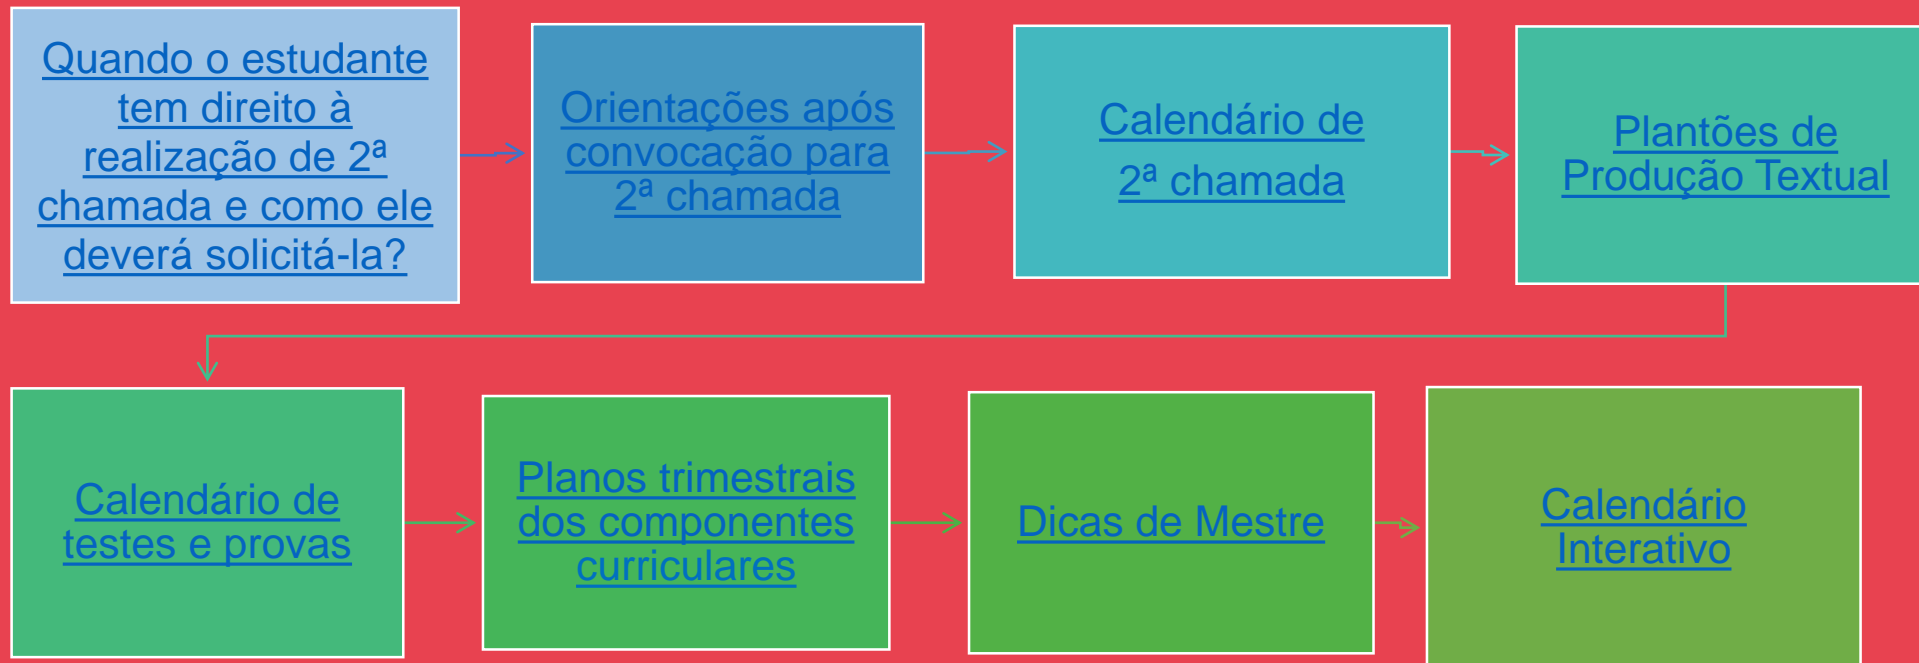 Quando o estudante
tem direito à
realização de 2ª
chamada e como ele
deverá solicitá-la?
Orientações após
convocação para
2ª chamada
Calendário de
2ª chamada
Plantões de
Produção Textual
Calendário de
testes e provas
Planos trimestrais
dos componentes
curriculares
Dicas de Mestre
Calendário
Interativo